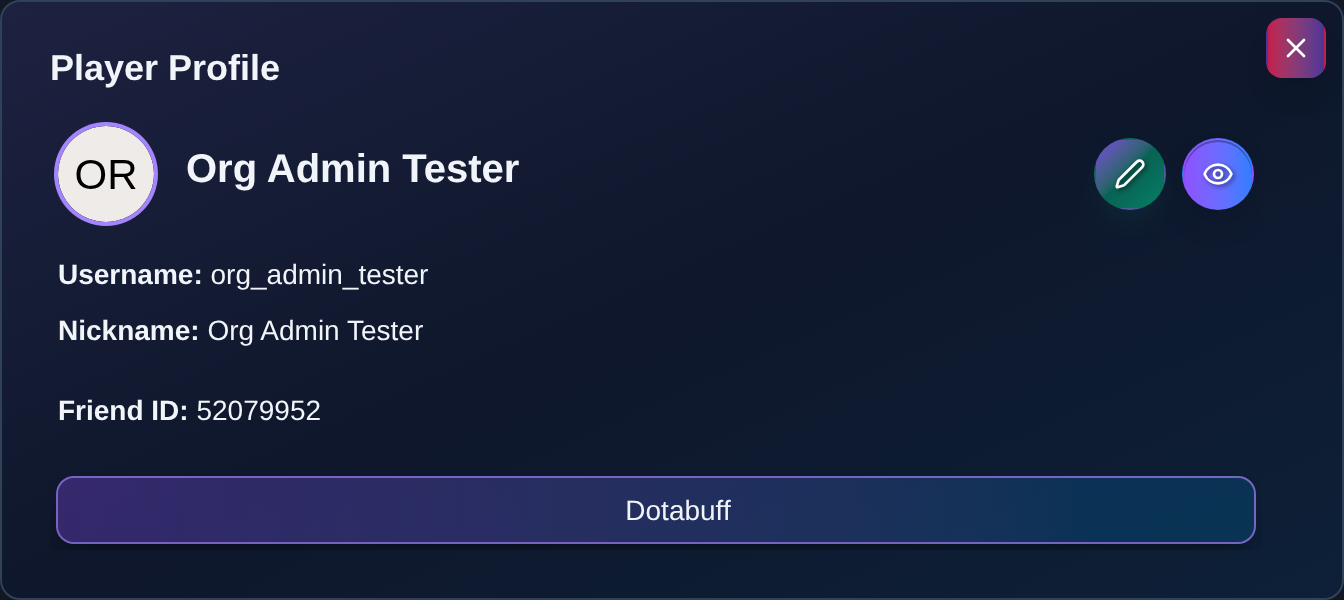 Player Profile
OR
Org Admin Tester
Username: org_admin_tester
Nickname: Org Admin Tester
Friend ID: 52079952
Dotabuff